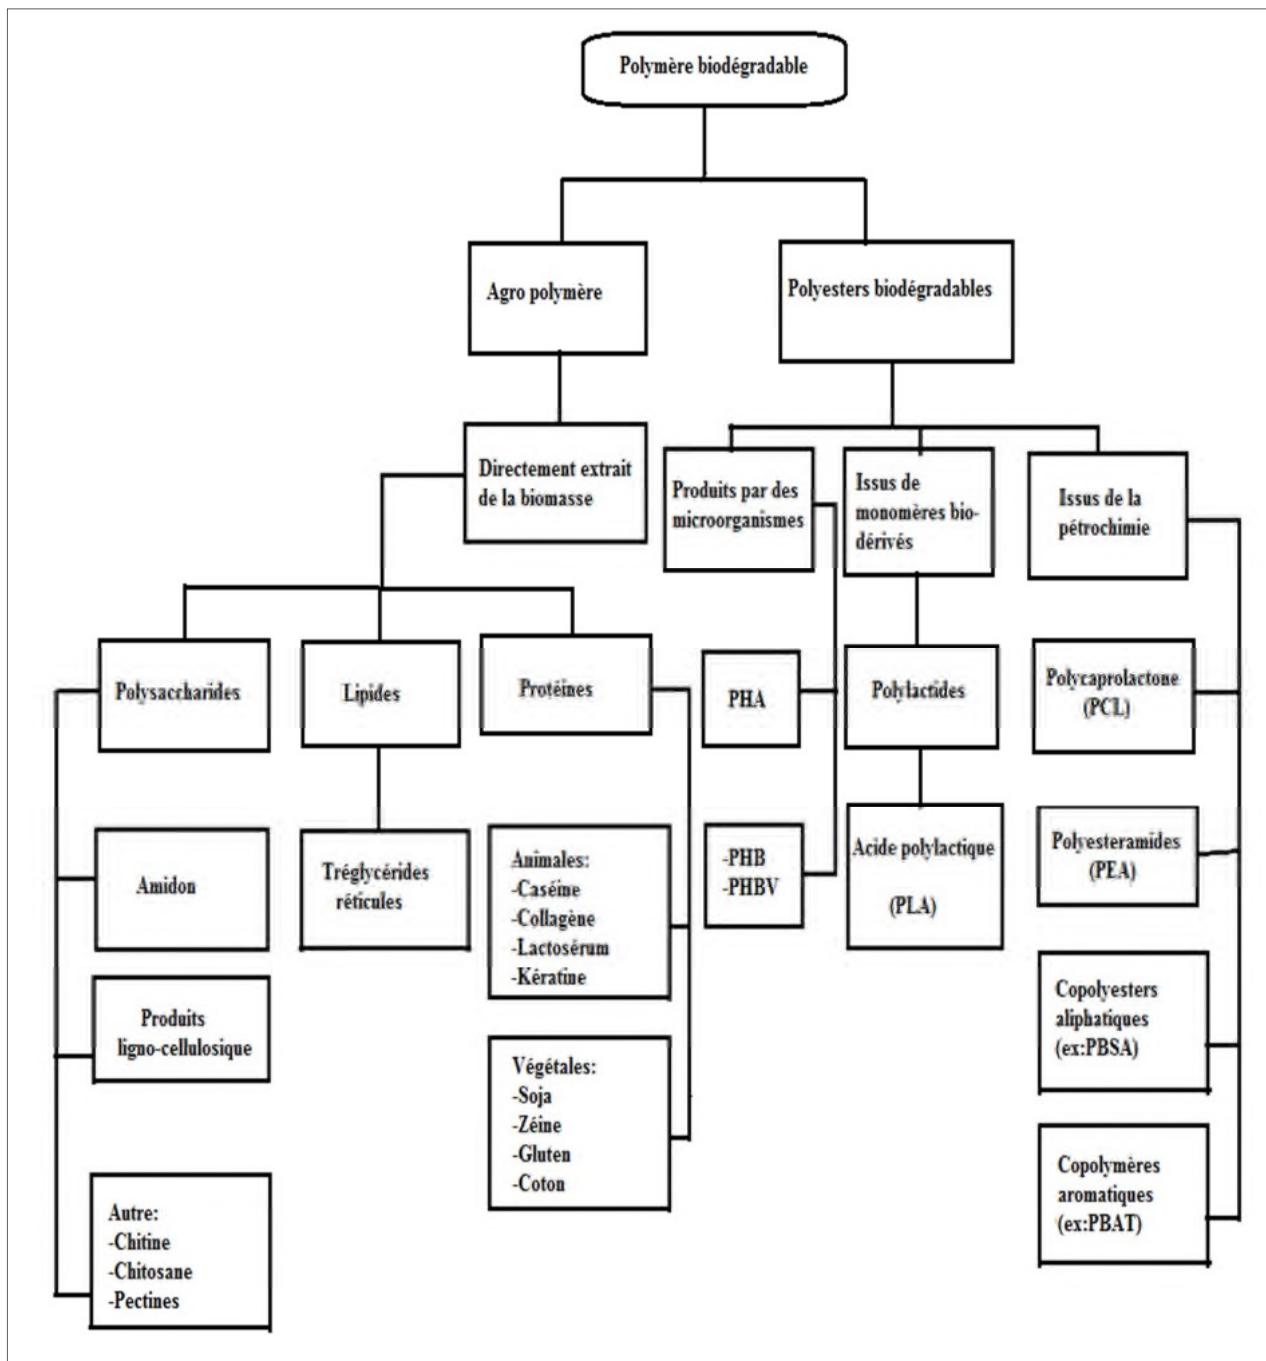 Polymère biodégradable
Agro polymère
Polyesters biodégradables
Directement extrait
de la biomasse
Produits par des
microorganismes
Issus de
monomères bio-
dérivés
Issus de la
pétrochimie
Polysaccharides
Lipides
Protéines
PHA
Polylactides
Polycaprolactone
(PCL)
Amidon
Tréglycérides
réticules
Animales:
-Caséine
-Collagène
-Lactosérum
-Kératine
-PHB
-PHBV
Acide polylactique
(PLA)
Polyesteramides
(PEA)
Produits
ligno-cellulosique
Végétales:
-Soja
-Zéine
-Gluten
-Coton
Copolyesters
aliphatiques
(ex:PBSA)
Autre:
-Chitine
-Chitosane
-Pectines
Copolymères
aromatiques
(ex:PBAT)